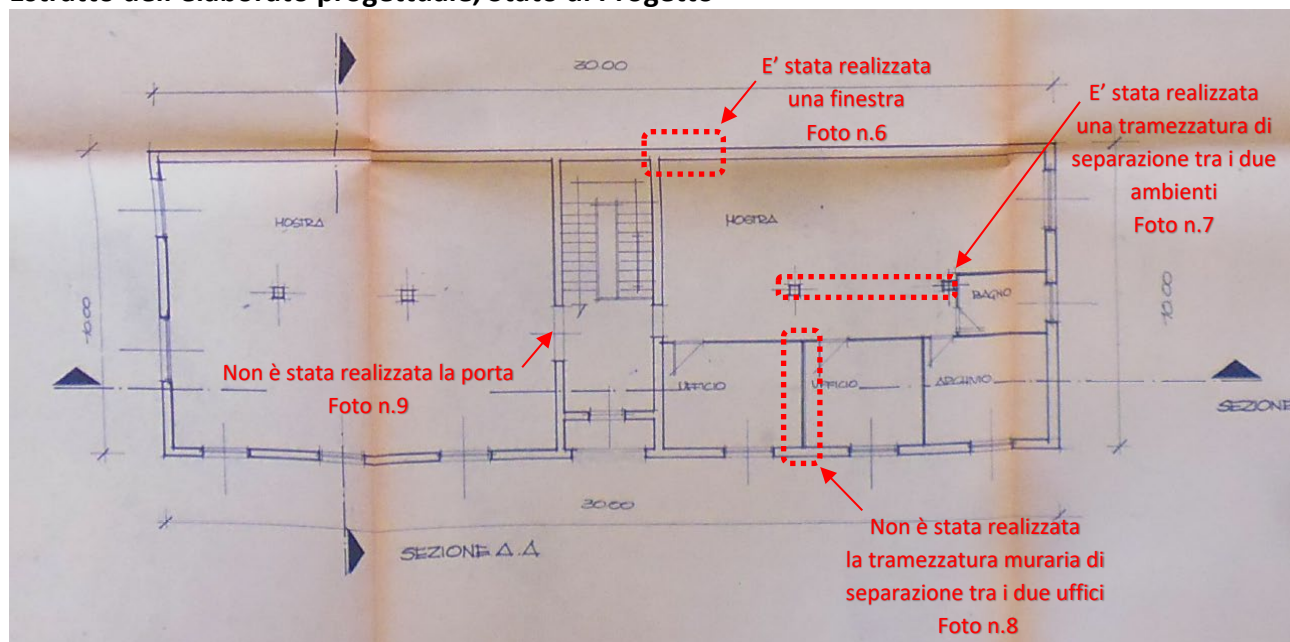 Estratto dell'elaborato progettuale, Stato di Progetto
30.00
E' stata realizzata
una finestra
Foto n.6
E' stata realizzata
una tramezzatura di
separazione tra i due
ambienti
Foto n.7
MOSTRA
MOSTRA
10.00
BAGNO
10.00
Non è stata realizzata la porta
Foto n.9
UFFICIO
UFFICIO
ARCHIVIO
SEZIONE
30.00
SEZIONE A.A
Non è stata realizzata
la tramezzatura muraria di
separazione tra i due uffici
Foto n.8